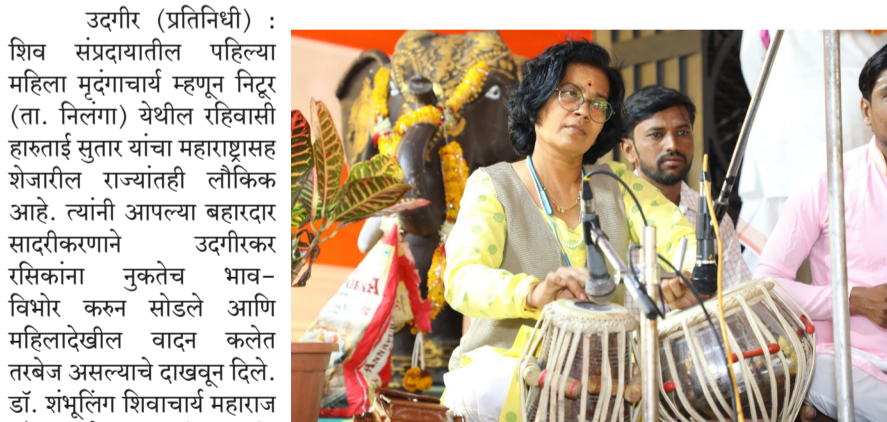 उदगीर (प्रतिनिधी) :
शिव संप्रदायातील पहिल्या
महिला मृदंगाचार्य म्हणून निटूर
(ता. निलंगा) येथील रहिवासी
हारुताई सुतार यांचा महाराष्ट्रासह
शेजारील राज्यांतही लौकिक
आहे. त्यांनी आपल्या बहारदार
सादरीकरणाने उदगीरकर
रसिकांना नुकतेच भाव-
विभोर करुन सोडले आणि
महिलादेखील वादन कलेत
तरबेज असल्याचे दाखवून दिले.
डॉ. शंभूलिंग शिवाचार्य महाराज